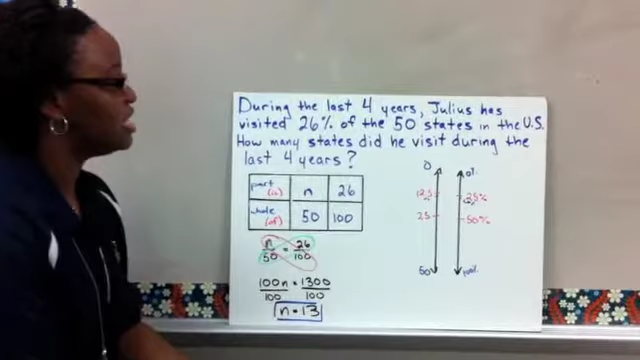 During the last 4 years, Julius has
visited 26% of the 50 states in the U.S.
How many states did he visit during the
last 4 years?
part (is) n 26
whole (of) 50 100
n/50 = 26/100
100n/100 = 1300/100
n = 13
0 0%
12.5 25%
25 50%
50